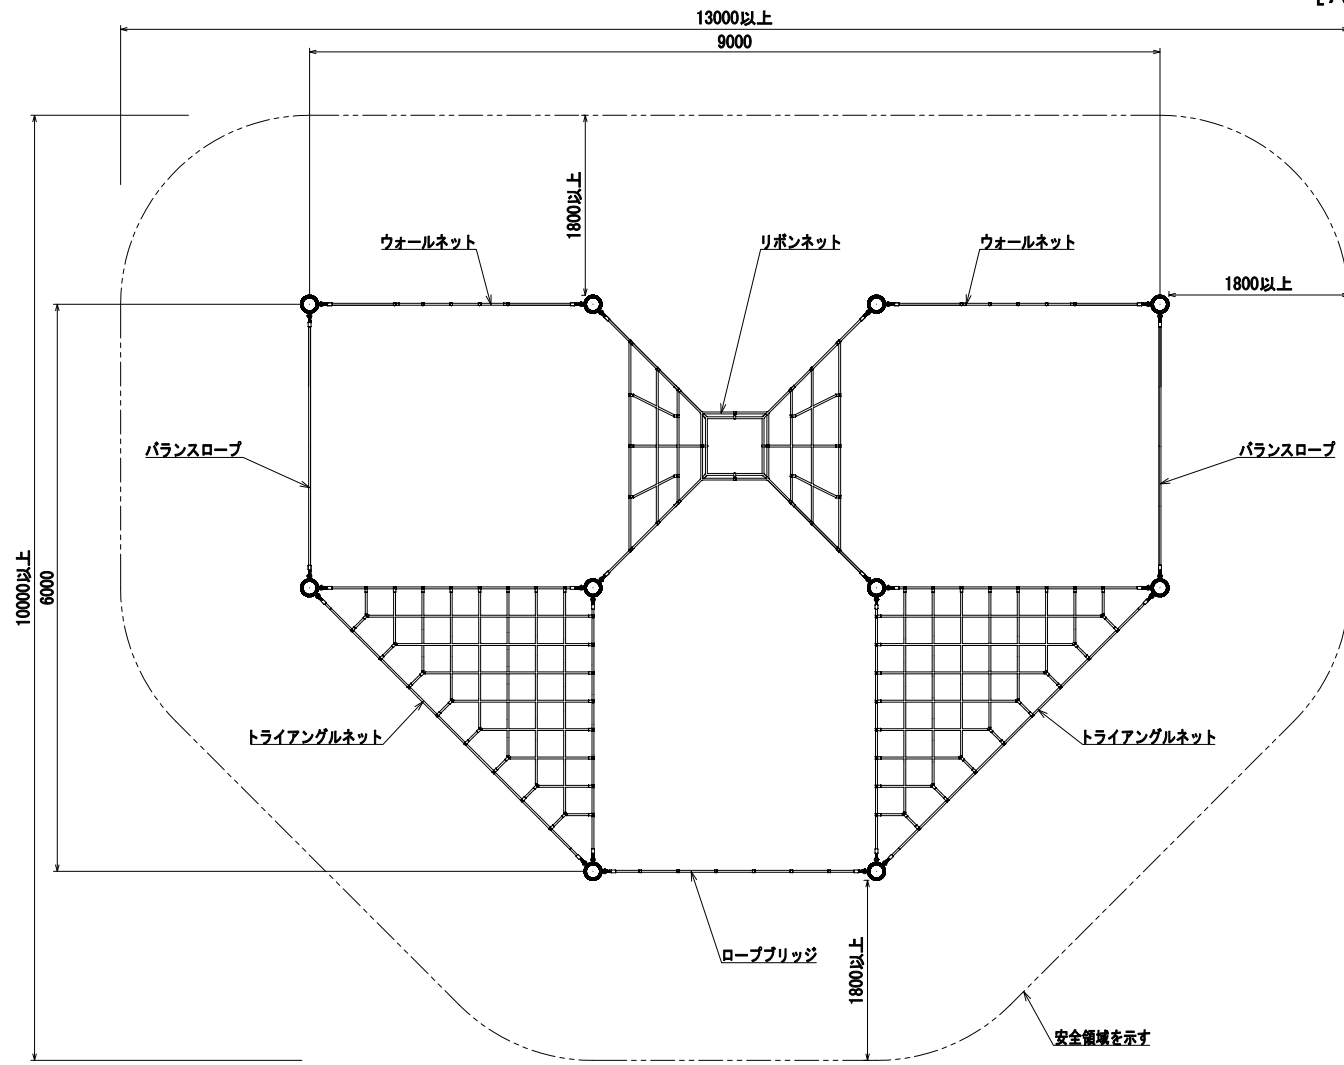 13000以上
9000
1800以上
ウォールネット
リボンネット
ウォールネット
1800以上
バランスロープ
バランスロープ
10000以上
6000
トライアングルネット
トライアングルネット
ロープブリッジ
1800以上
安全領域を示す